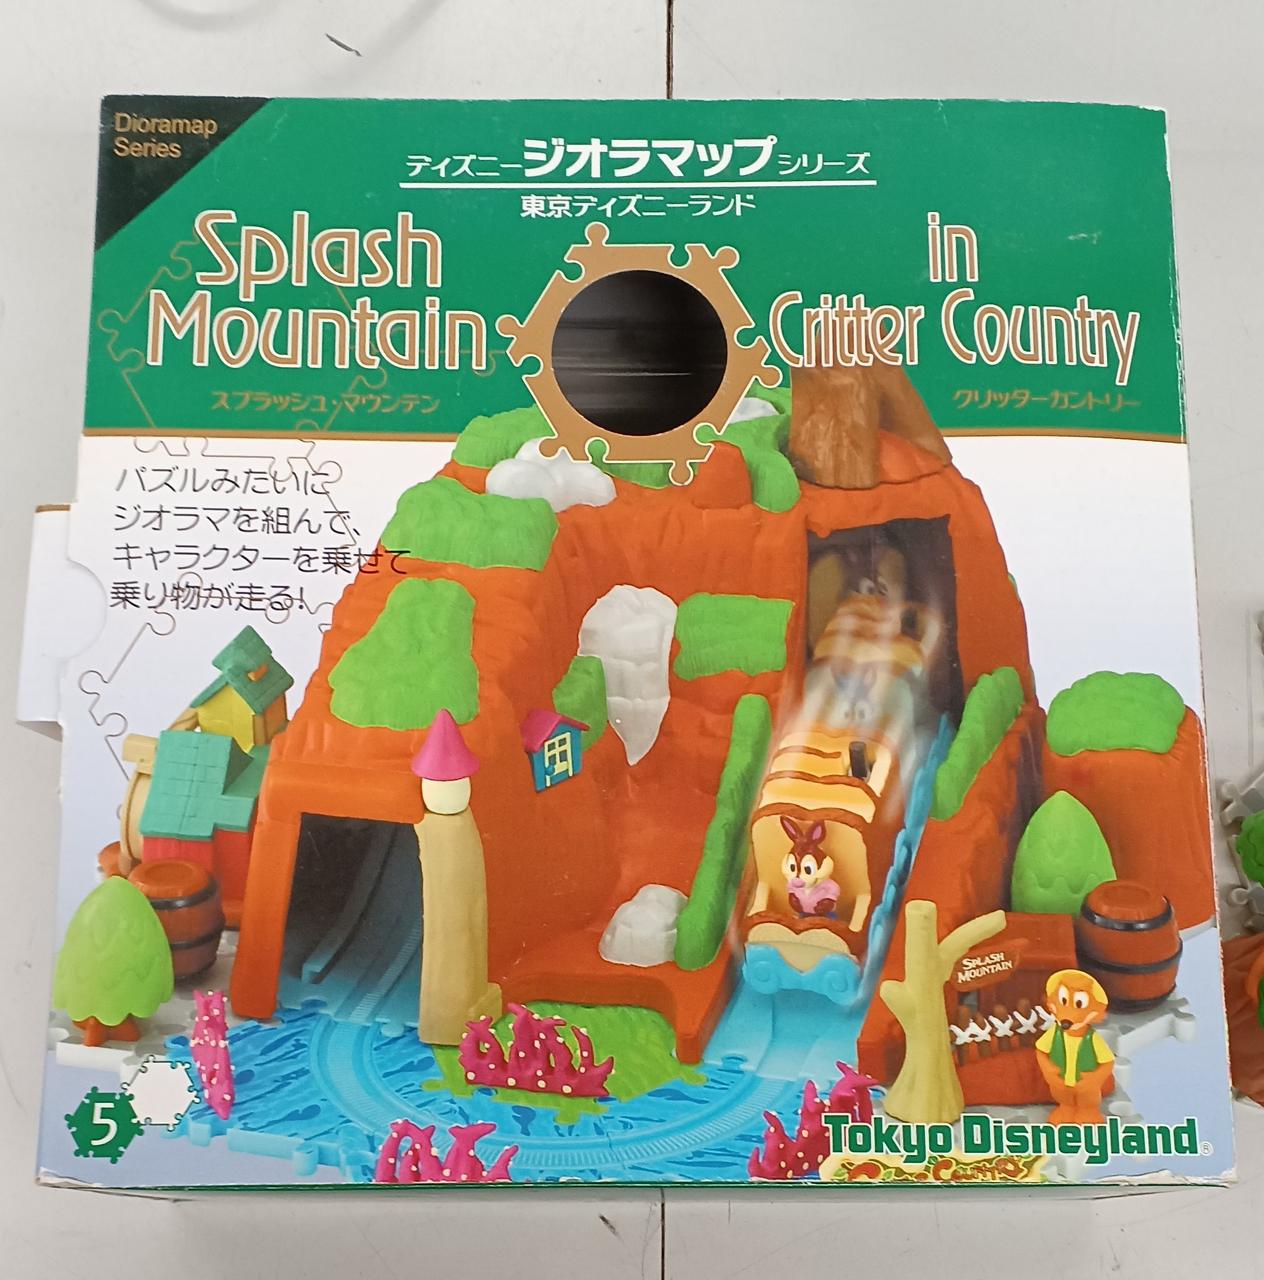 Dioramap
Series
ディズニージオラママップシリーズ
東京ディズニーランド
Splash
Mountain
スプラッシュ・マウンテン
in
Critter Country
クリッターカントリー
パズルみたいに
ジオラマを組んで、
キャラクターを乗せて
乗り物が走る!
SPLASH
MOUNTAIN
5
Tokyo Disneyland®
Country